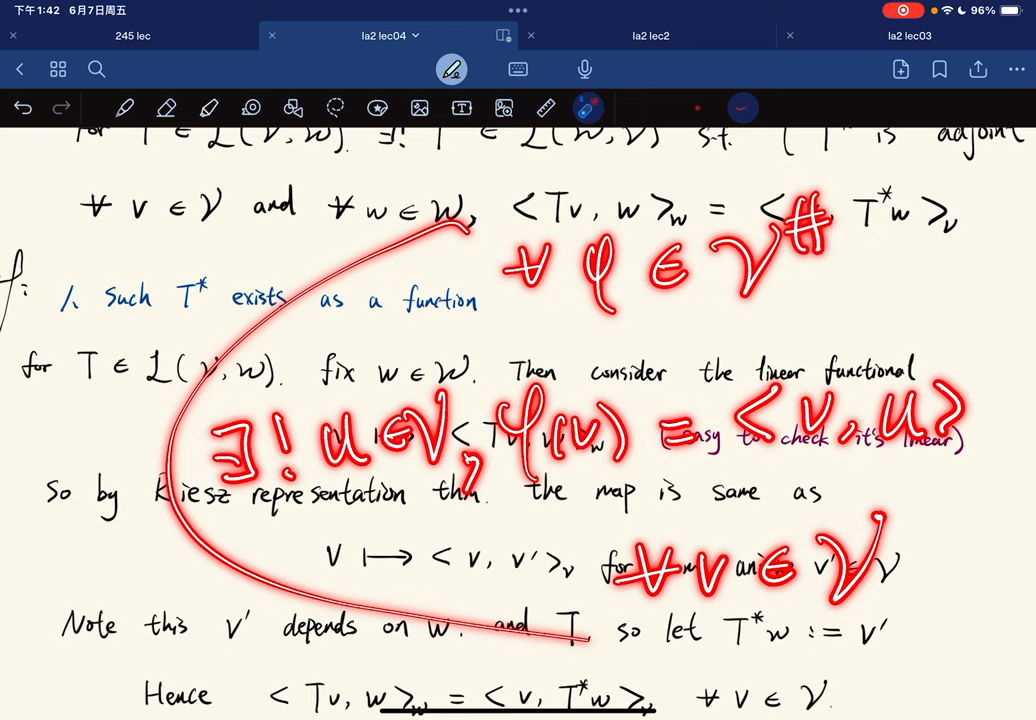 下午1:42 6月7日周五
96%
245 lec
la2 lec04
la2 lec2
la2 lec03
for T ∈ L(V, W). ∃! T* ∈ L(W, V) s.t. is adjoint
∀ v ∈ V and ∀ w ∈ W, <Tv, w>_w = < T*w >_v
∀ φ ∈ V^#
1. Such T* exists as a function
for T ∈ L(V, W). fix w ∈ W. Then consider the linear functional
∃! u ∈ V, φ(v) = <v, u>
v ↦ <Tv, w>_w (easy to check it's linear)
So by Riesz representation thm. the map is same as
V ↦ <v, v'>_v for v' ∈ V
∀ v ∈ V
Note this v' depends on w. and T, so let T*w := v'
Hence <Tv, w>_w = <v, T*w>_v ∀ v ∈ V.